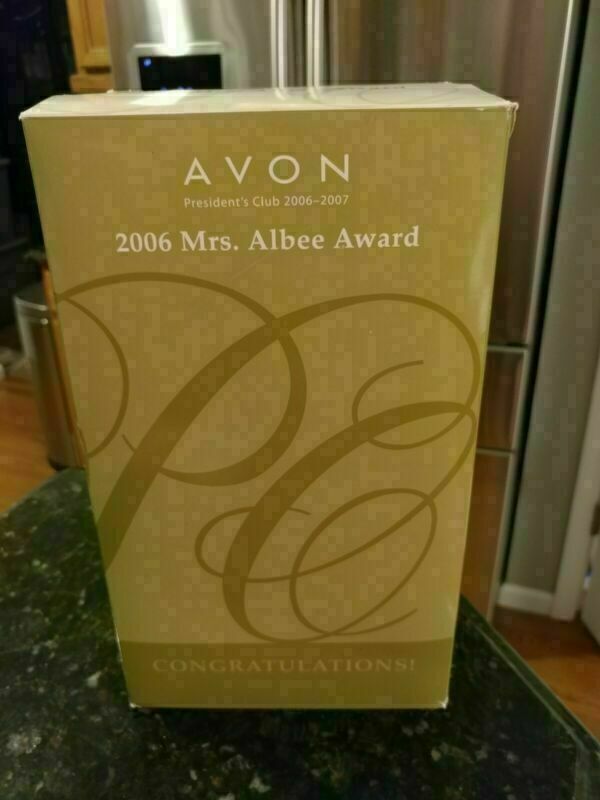 AVON
President's Club 2006–2007
2006 Mrs. Albee Award
PC
CONGRATULATIONS!